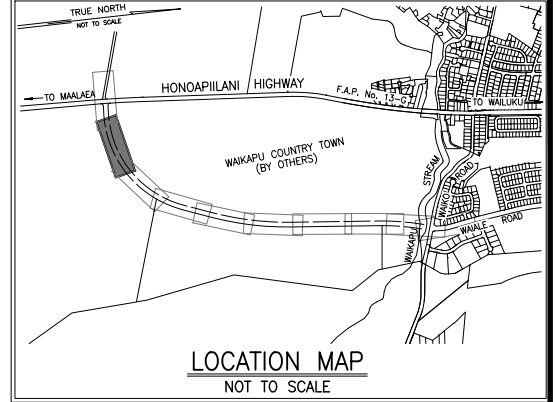 TRUE NORTH
NOT TO SCALE
TO MAALAEA
HONOAPIILANI HIGHWAY
F.A.P. No. 13-G
TO WAILUKU
WAIKAPU COUNTRY TOWN
(BY OTHERS)
WAIKAPU STREAM
WAIKO ROAD
WAIALE ROAD
LOCATION MAP
NOT TO SCALE